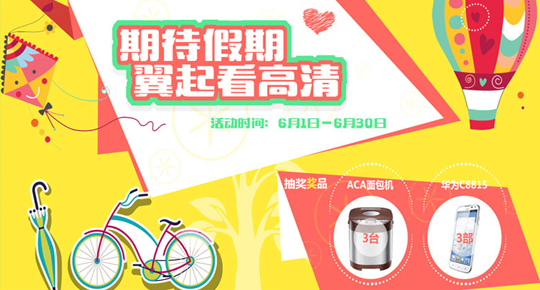 期待假期
翼起看高清
活动时间：6月1日－6月30日
抽奖奖品
ACA面包机
华为C8815
3台
3部